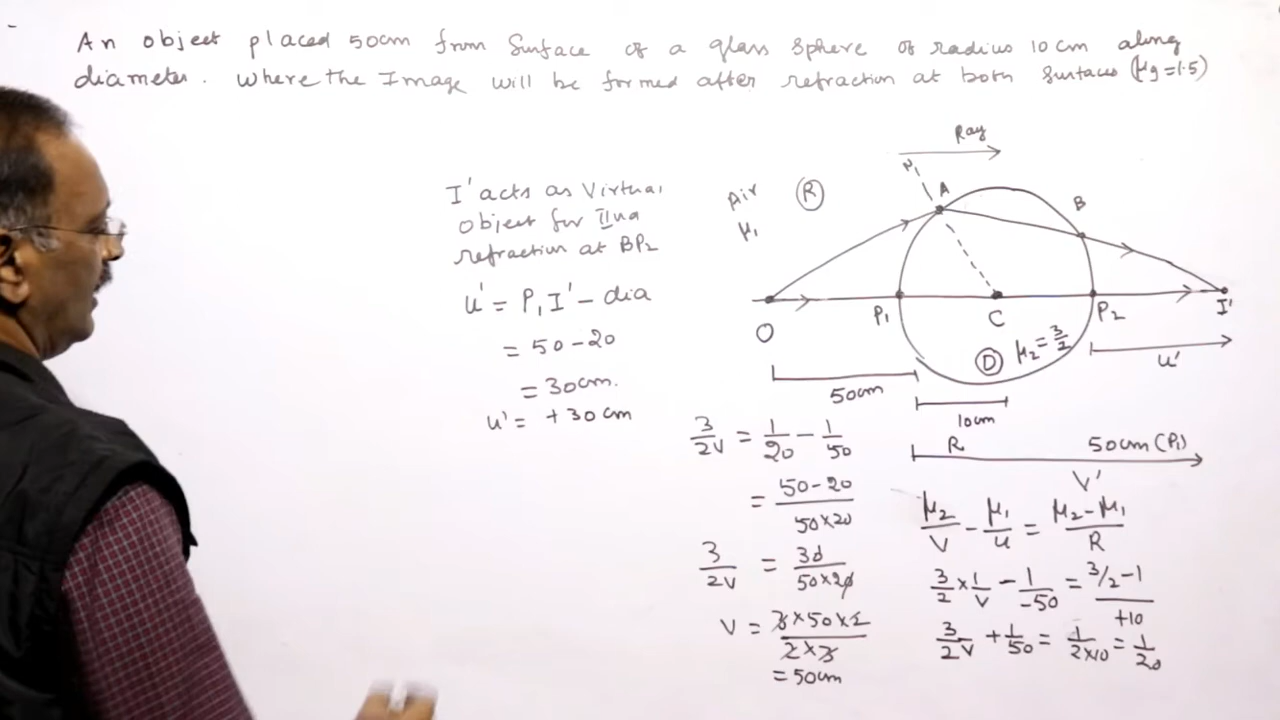 An object placed 50cm from Surface of a glass sphere of radius 10 cm along
diameter. Where the Image will be formed after refraction at both surfaces (μg=1.5)
I' acts as Virtual
object for IInd
refraction at BP2
u' = P1I' - dia
= 50-20
= 30cm.
u' = +30cm
Ray
Air
R
μ1
A
B
O
P1
C
P2
I'
D
μ2=3/2
u'
50cm
10cm
R
50cm(P1)
V'
3/2v = 1/20 - 1/50
= 50-20/50×20
3/2v = 30/50×20
v = 3×50×2/2×3
= 50cm
μ2/v - μ1/u = μ2-μ1/R
3/2 × 1/v - 1/-50 = 3/2-1/+10
3/2v + 1/50 = 1/2×10 = 1/20